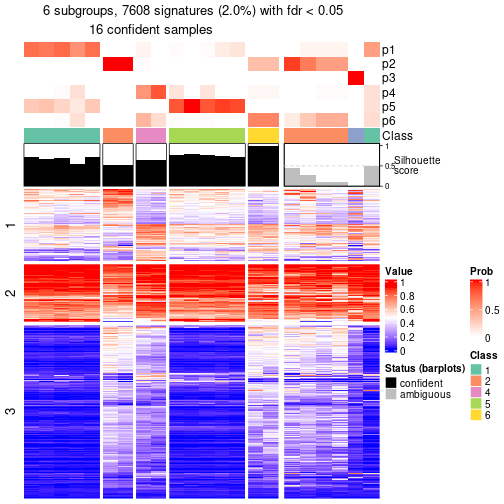 6 subgroups, 7608 signatures (2.0%) with fdr < 0.05
16 confident samples
p1
p2
p3
p4
p5
p6
Class
1
0.5
0
Silhouette
score
1
2
3
Value
1
0.8
0.6
0.4
0.2
0
Prob
1
0.5
0
Status (barplots)
confident
ambiguous
Class
1
2
4
5
6